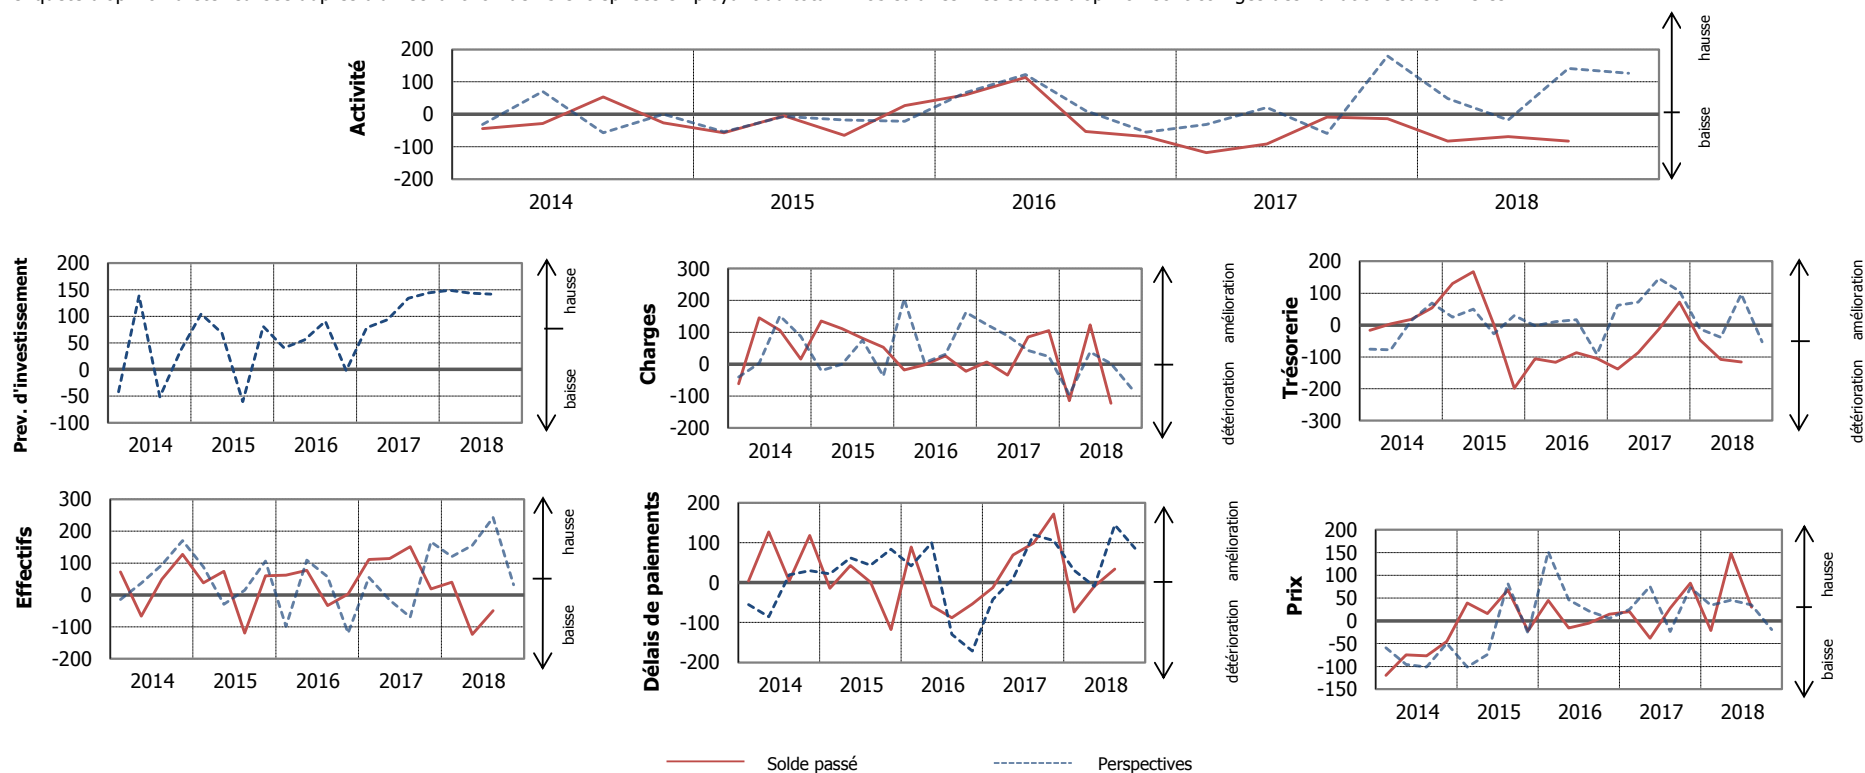 Activité
200
100
0
-100
-200
2014 2015 2016 2017 2018
hausse
baisse
Prev. d'investissement
200
150
100
50
0
-50
-100
2014 2015 2016 2017 2018
hausse
baisse
Charges
300
200
100
0
-100
-200
2014 2015 2016 2017 2018
amélioration
détérioration
Trésorerie
200
100
0
-100
-200
-300
2014 2015 2016 2017 2018
amélioration
détérioration
Effectifs
300
200
100
0
-100
-200
2014 2015 2016 2017 2018
hausse
baisse
Délais de paiements
200
100
0
-100
-200
2014 2015 2016 2017 2018
amélioration
détérioration
Prix
200
150
100
50
0
-50
-100
-150
2014 2015 2016 2017 2018
hausse
baisse
Solde passé Perspectives